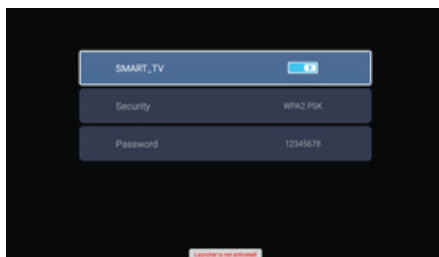 SMART_TV
Security WPA2 PSK
Password 12345678
Launcher is not activated!